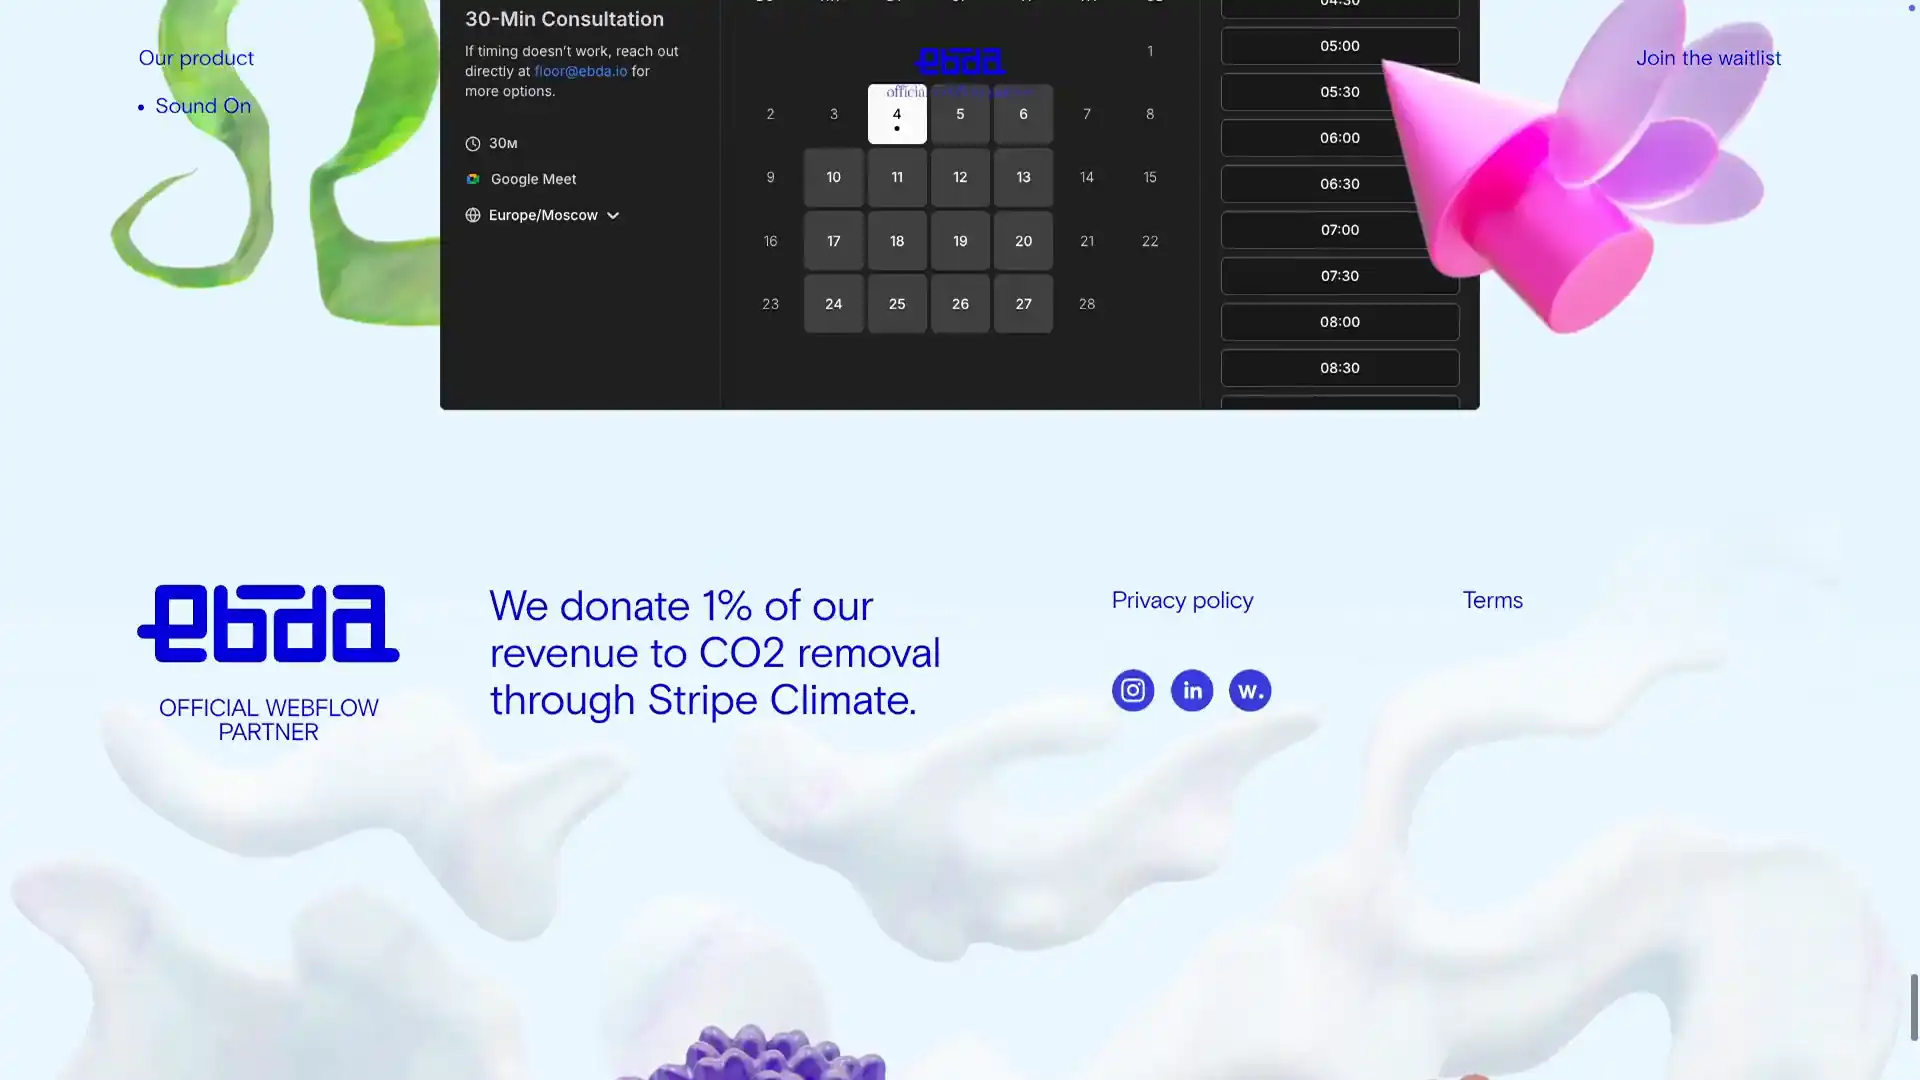 Our product
Sound On
Join the waitlist
30-Min Consultation
If timing doesn't work, reach out
directly at floor@ebda.io for
more options.
30м
Google Meet
Europe/Moscow
ebda
1
2 3 4 5 6 7 8
9 10 11 12 13 14 15
16 17 18 19 20 21 22
23 24 25 26 27 28
04:30
05:00
05:30
06:00
06:30
07:00
07:30
08:00
08:30
ebda
OFFICIAL WEBFLOW
PARTNER
We donate 1% of our
revenue to CO2 removal
through Stripe Climate.
Privacy policy
Terms
in
w.